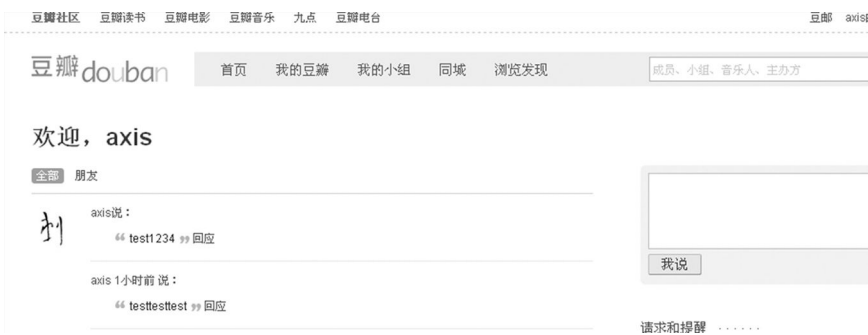 豆瓣社区 豆瓣读书 豆瓣电影 豆瓣音乐 九点 豆瓣电台 豆邮 axis
豆瓣douban 首页 我的豆瓣 我的小组 同城 浏览发现 成员、小组、音乐人、主办方
欢迎，axis
全部 朋友
axis说：
“ test1234 ” 回应
axis 1小时前 说：
“ testtesttest ” 回应
我说
请求和提醒 · · · · · ·